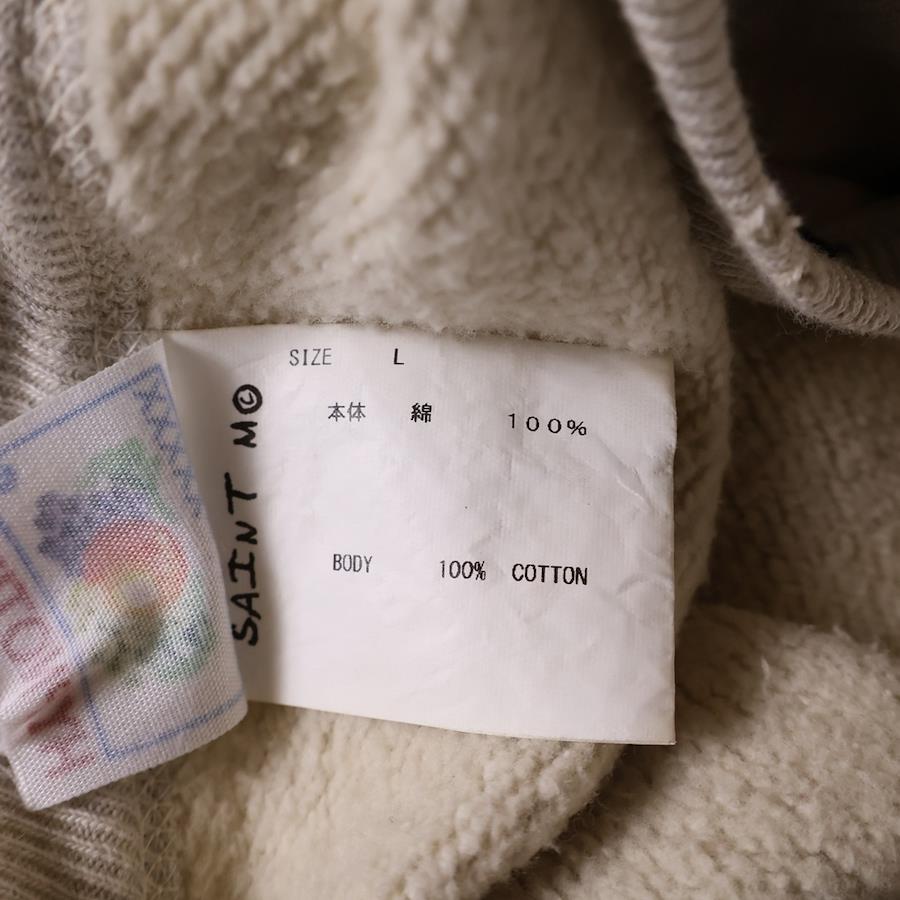 SIZE L
本体 綿 100%
BODY 100% COTTON
SAINT M©